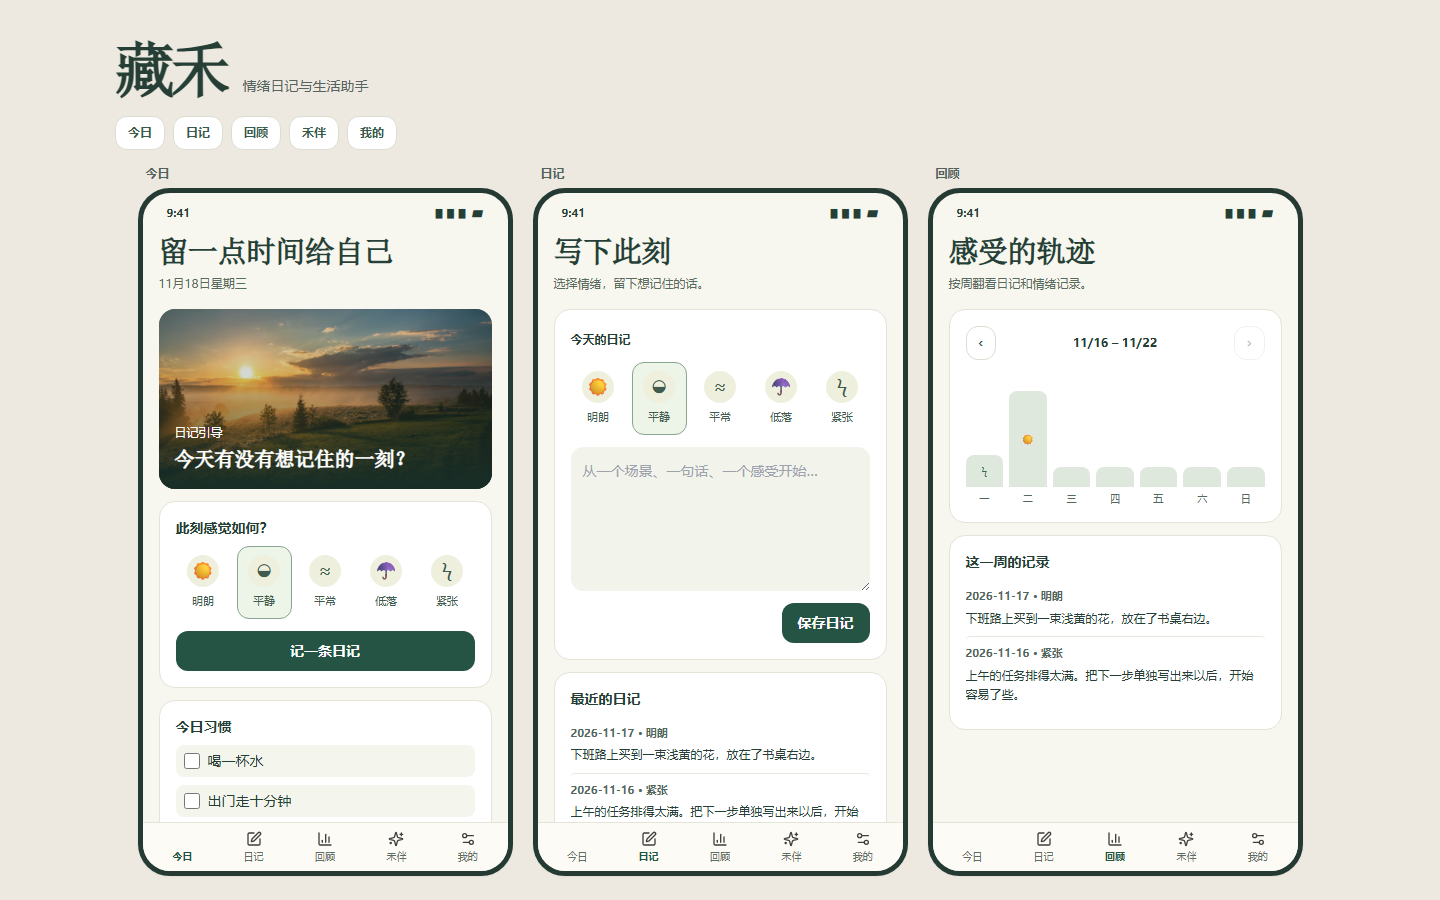 藏禾
情绪日记与生活助手
今日
日记
回顾
禾伴
我的
今日
9:41
留一点时间给自己
11月18日星期三
日记引导
今天有没有想记住的一刻？
此刻感觉如何？
明朗
平静
平常
低落
紧张
记一条日记
今日习惯
喝一杯水
出门走十分钟
今日
日记
回顾
禾伴
我的
日记
9:41
写下此刻
选择情绪，留下想记住的话。
今天的日记
明朗
平静
平常
低落
紧张
从一个场景、一句话、一个感受开始...
保存日记
最近的日记
2026-11-17 • 明朗
下班路上买到一束浅黄的花，放在了书桌右边。
2026-11-16 • 紧张
上午的任务排得太满。把下一步单独写出来以后，开始
今日
日记
回顾
禾伴
我的
回顾
9:41
感受的轨迹
按周翻看日记和情绪记录。
‹
11/16 – 11/22
›
一
二
三
四
五
六
日
这一周的记录
2026-11-17 • 明朗
下班路上买到一束浅黄的花，放在了书桌右边。
2026-11-16 • 紧张
上午的任务排得太满。把下一步单独写出来以后，开始
容易了些。
今日
日记
回顾
禾伴
我的